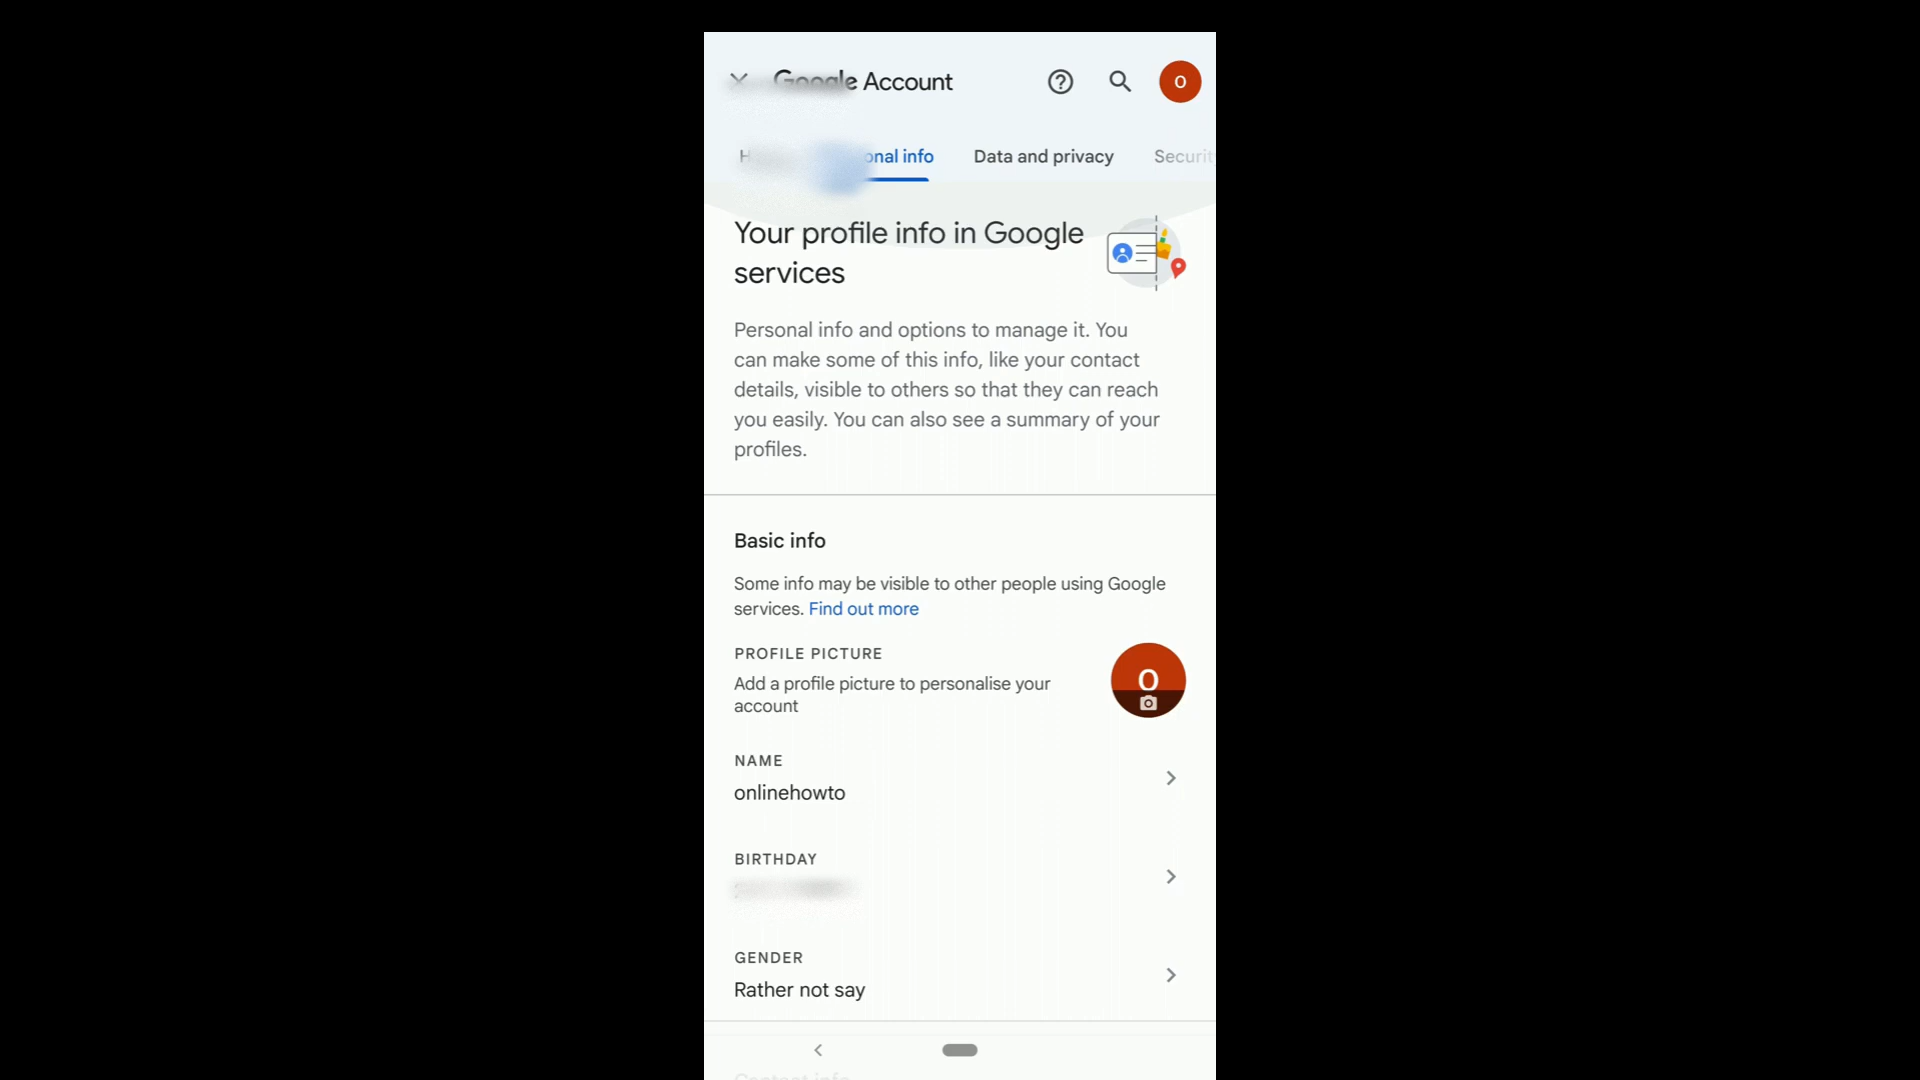 Google Account
O
onal info
Data and privacy
Securit
Your profile info in Google
services
Personal info and options to manage it. You
can make some of this info, like your contact
details, visible to others so that they can reach
you easily. You can also see a summary of your
profiles.
Basic info
Some info may be visible to other people using Google
services. Find out more
PROFILE PICTURE
Add a profile picture to personalise your
account
O
NAME
onlinehowto
BIRTHDAY
GENDER
Rather not say
Contact info